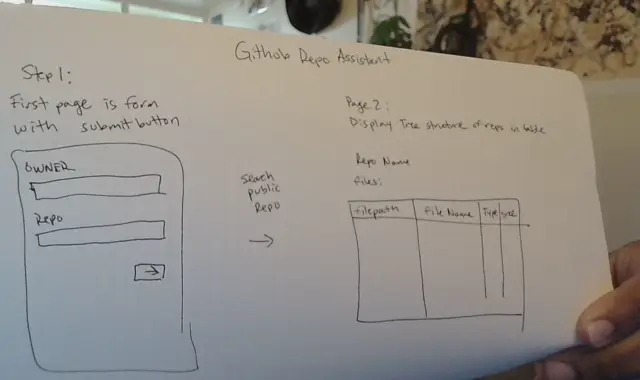 Github Repo Assistant
Step 1:
First page is form
with submit button
OWNER
Repo
search
public
Repo
Page 2:
Display Tree structure of repo in table
Repo Name
files:
filepath
File Name
Type
size